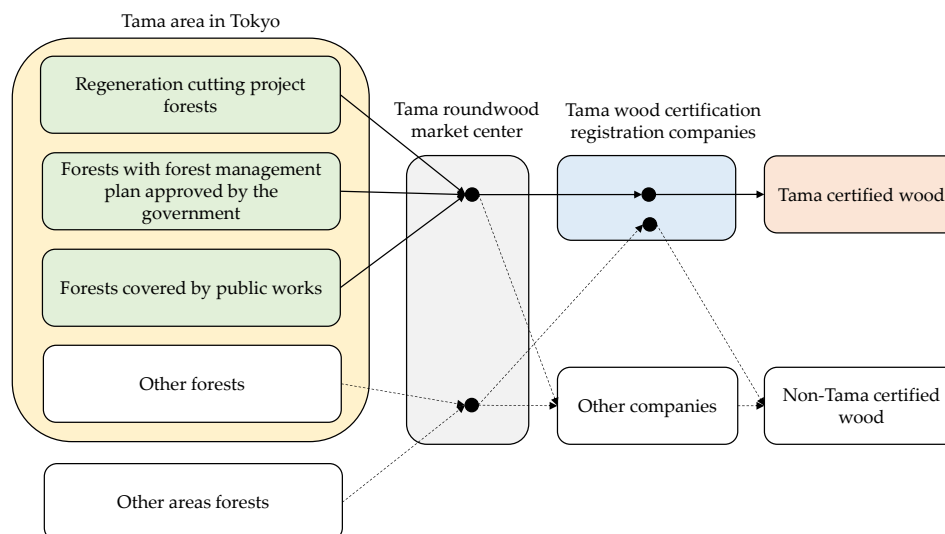 Tama area in Tokyo
Regeneration cutting project
forests
Forests with forest management
plan approved by the
government
Forests covered by public works
Other forests
Other areas forests
Tama roundwood
market center
Tama wood certification
registration companies
Other companies
Tama certified wood
Non-Tama certified
wood